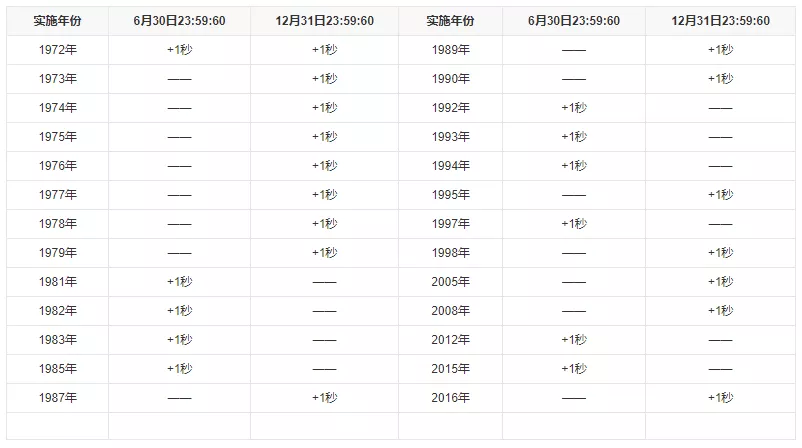 实施年份 6月30日23:59:60 12月31日23:59:60 实施年份 6月30日23:59:60 12月31日23:59:60
1972年 +1秒 +1秒 1989年 —— +1秒
1973年 —— +1秒 1990年 —— +1秒
1974年 —— +1秒 1992年 +1秒 ——
1975年 —— +1秒 1993年 +1秒 ——
1976年 —— +1秒 1994年 +1秒 ——
1977年 —— +1秒 1995年 —— +1秒
1978年 —— +1秒 1997年 +1秒 ——
1979年 —— +1秒 1998年 —— +1秒
1981年 +1秒 —— 2005年 —— +1秒
1982年 +1秒 —— 2008年 —— +1秒
1983年 +1秒 —— 2012年 +1秒 ——
1985年 +1秒 —— 2015年 +1秒 ——
1987年 —— +1秒 2016年 —— +1秒